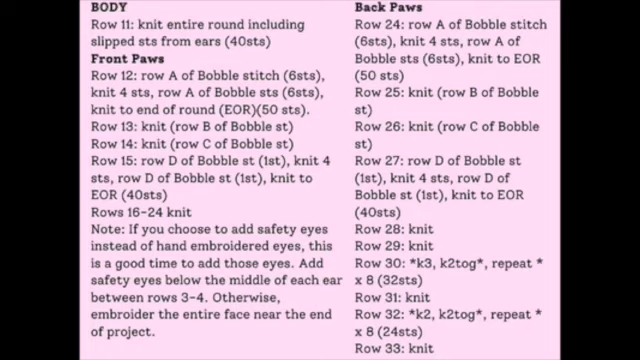 BODY
Row 11: knit entire round including
slipped sts from ears (40sts)
Front Paws
Row 12: row A of Bobble stitch (6sts),
knit 4 sts, row A of Bobble sts (6sts),
knit to end of round (EOR)(50 sts).
Row 13: knit (row B of Bobble st)
Row 14: knit (row C of Bobble st)
Row 15: row D of Bobble st (1st), knit 4
sts, row D of Bobble st (1st), knit to
EOR (40sts)
Rows 16-24 knit
Note: If you choose to add safety eyes
instead of hand embroidered eyes, this
is a good time to add those eyes. Add
safety eyes below the middle of each ear
between rows 3-4. Otherwise,
embroider the entire face near the end
of project.
Back Paws
Row 24: row A of Bobble stitch
(6sts), knit 4 sts, row A of
Bobble sts (6sts), knit to EOR
(50 sts)
Row 25: knit (row B of Bobble
st)
Row 26: knit (row C of Bobble
st)
Row 27: row D of Bobble st
(1st), knit 4 sts, row D of
Bobble st (1st), knit to EOR
(40sts)
Row 28: knit
Row 29: knit
Row 30: *k3, k2tog*, repeat *
x 8 (32sts)
Row 31: knit
Row 32: *k2, k2tog*, repeat *
x 8 (24sts)
Row 33: knit